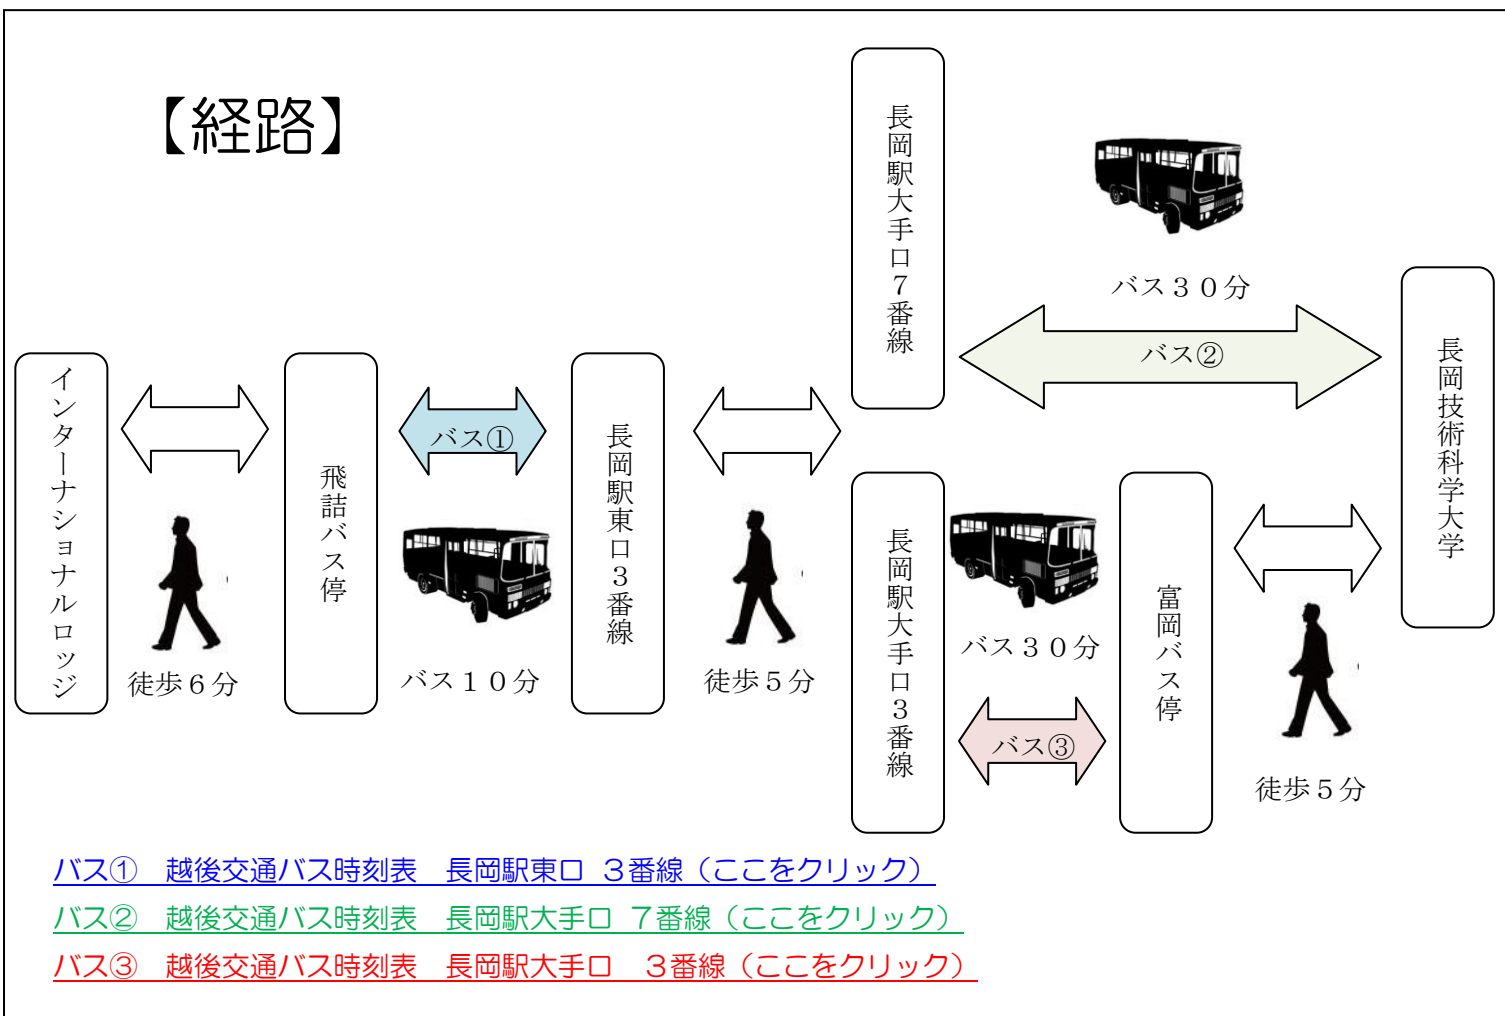 【経路】
インターナショナルロッジ
徒歩６分
飛詰バス停
バス①
バス１０分
長岡駅東口３番線
徒歩５分
長岡駅大手口７番線
バス３０分
バス②
長岡駅大手口３番線
バス３０分
バス③
富岡バス停
徒歩５分
長岡技術科学大学
バス①　越後交通バス時刻表　長岡駅東口 ３番線（ここをクリック）
バス②　越後交通バス時刻表　長岡駅大手口 ７番線（ここをクリック）
バス③　越後交通バス時刻表　長岡駅大手口　３番線（ここをクリック）